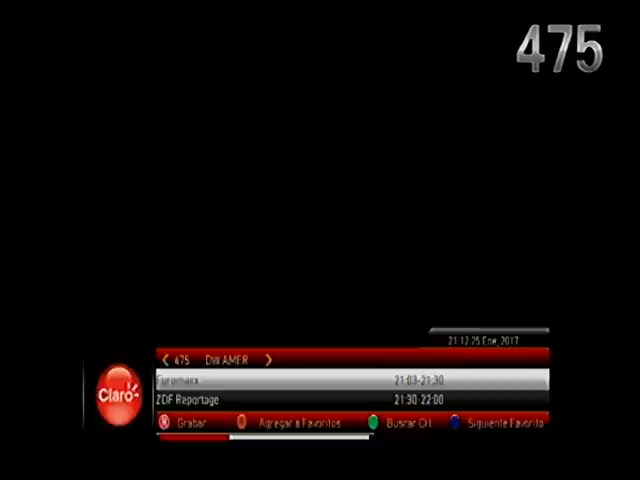 475
21:12 25 Ene, 2017
< 475 DW AMER >
Euromaxx 21:03-21:30
ZDF Reportage 21:30-22:00
Claro
Grabar Agregar a Favoritos Buscar CH Siguiente Favorito